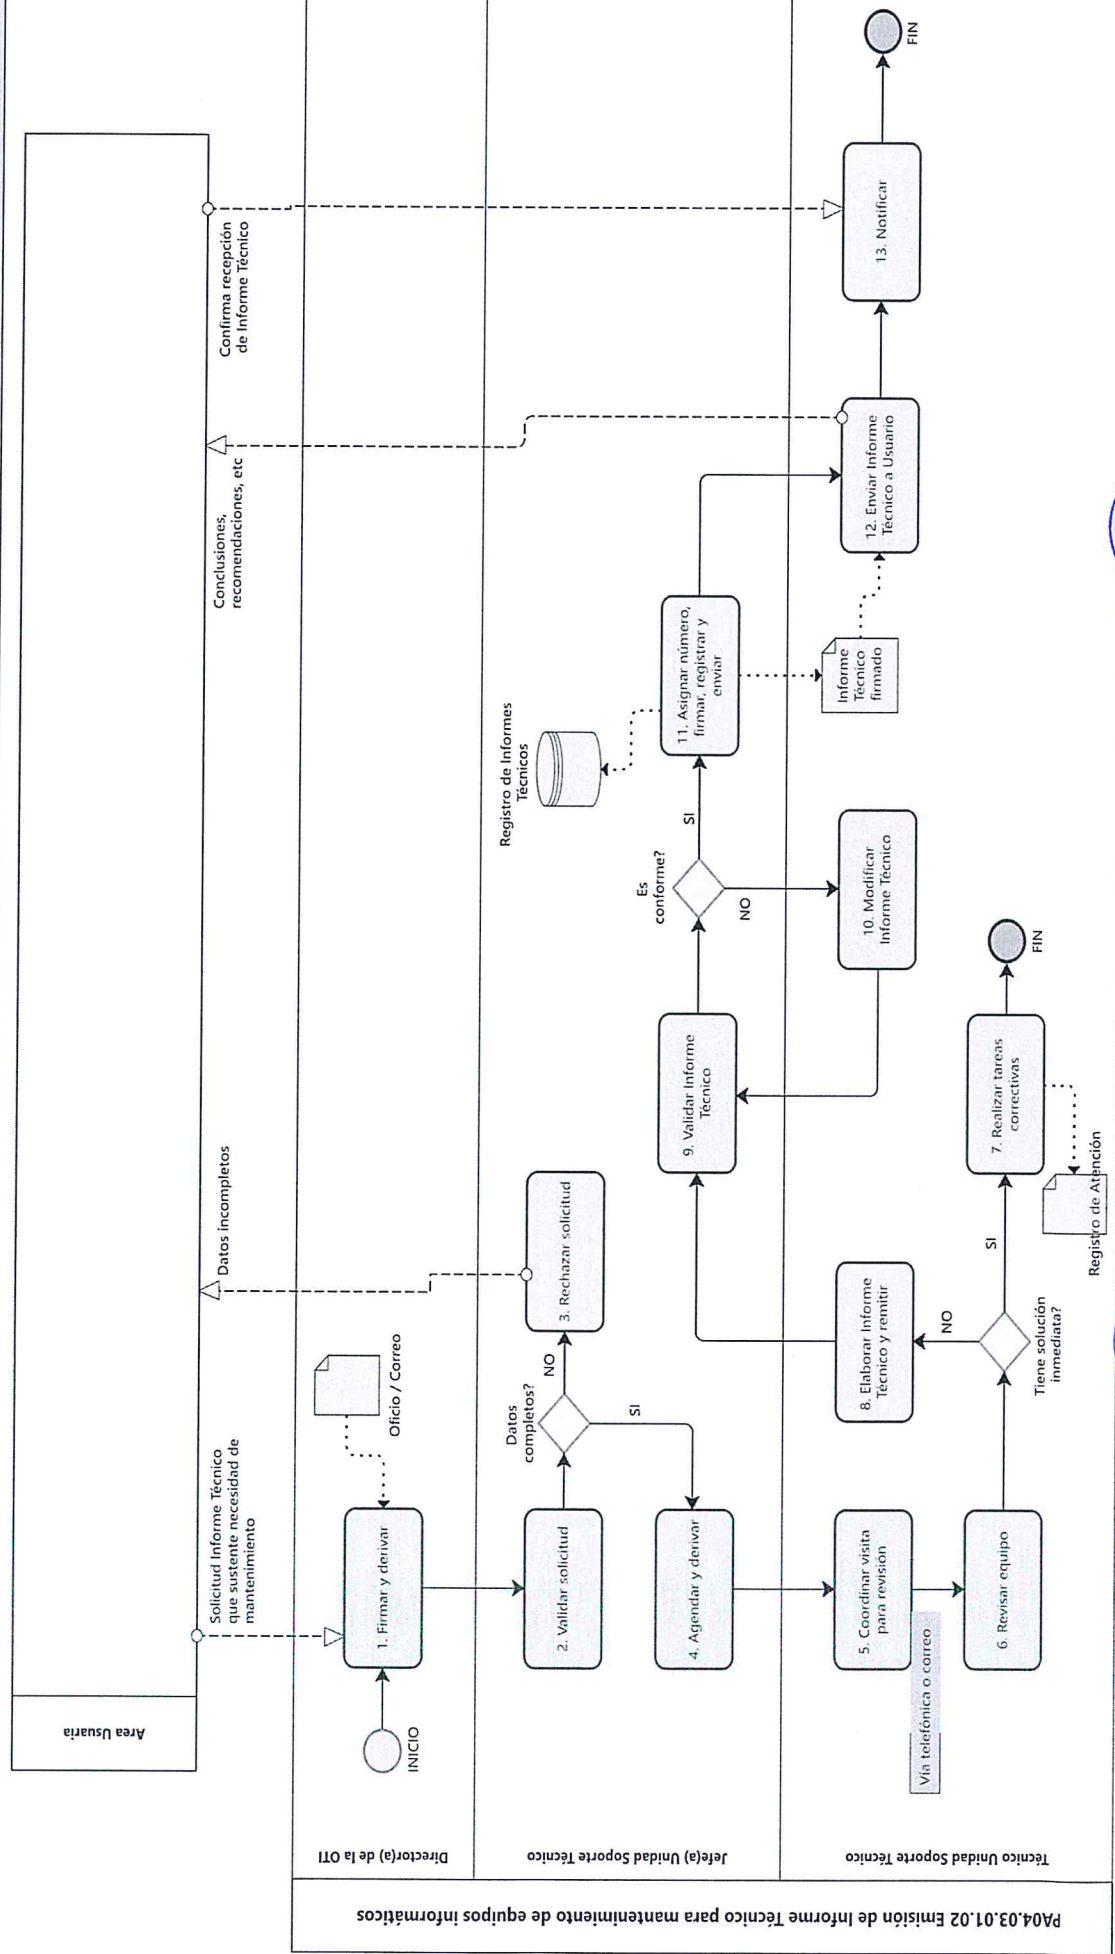 Area Usuaria
Solicitud Informe Técnico
que sustente necesidad de
mantenimiento
Datos incompletos
Conclusiones,
recomendaciones, etc
Confirma recepción
de Informe Técnico
PA04.03.01.02 Emisión de Informe Técnico para mantenimiento de equipos informáticos
Director(a) de la OTI
INICIO
1. Firmar y derivar
Oficio / Correo
Jefe(a) Unidad Soporte Técnico
2. Validar solicitud
Datos
completos?
NO
3. Rechazar solicitud
SI
4. Agendar y derivar
9. Validar Informe
Técnico
Es
conforme?
SI
NO
Registro de Informes
Técnicos
11. Asignar número,
firmar, registrar y
enviar
Técnico Unidad Soporte Técnico
5. Coordinar visita
para revisión
Vía telefónica o correo
6. Revisar equipo
Tiene solución
inmediata?
NO
8. Elaborar Informe
Técnico y remitir
SI
7. Realizar tareas
correctivas
Registro de Atención
FIN
10. Modificar
Informe Técnico
Informe
Técnico
firmado
12. Enviar Informe
Técnico a Usuario
13. Notificar
FIN